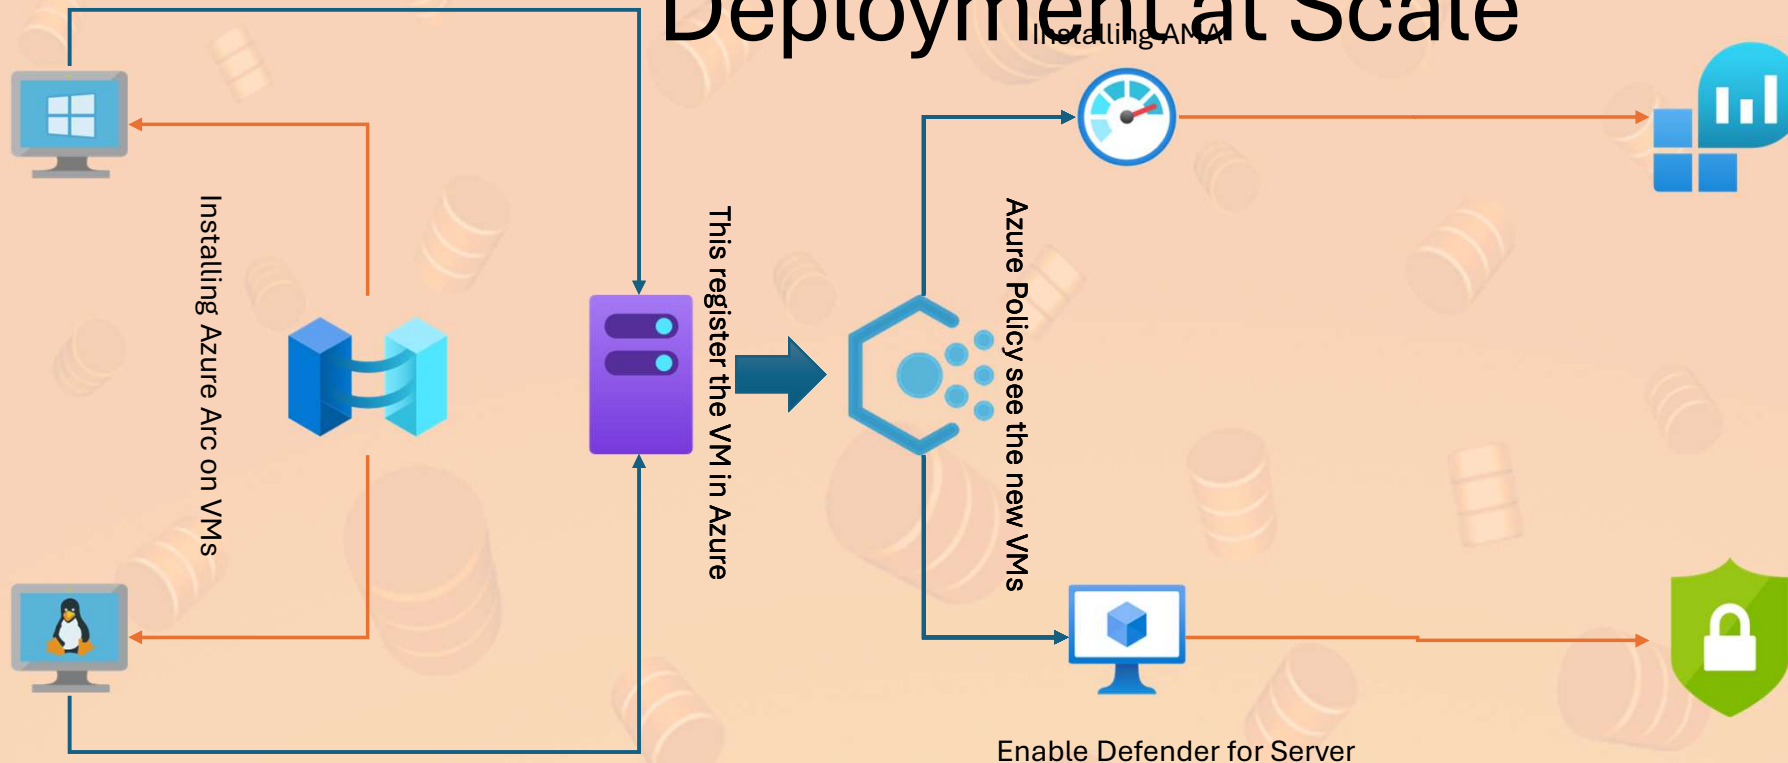 Deployment at Scale
Installing AMA
Installing Azure Arc on VMs
This register the VM in Azure
Azure Policy see the new VMs
Enable Defender for Server